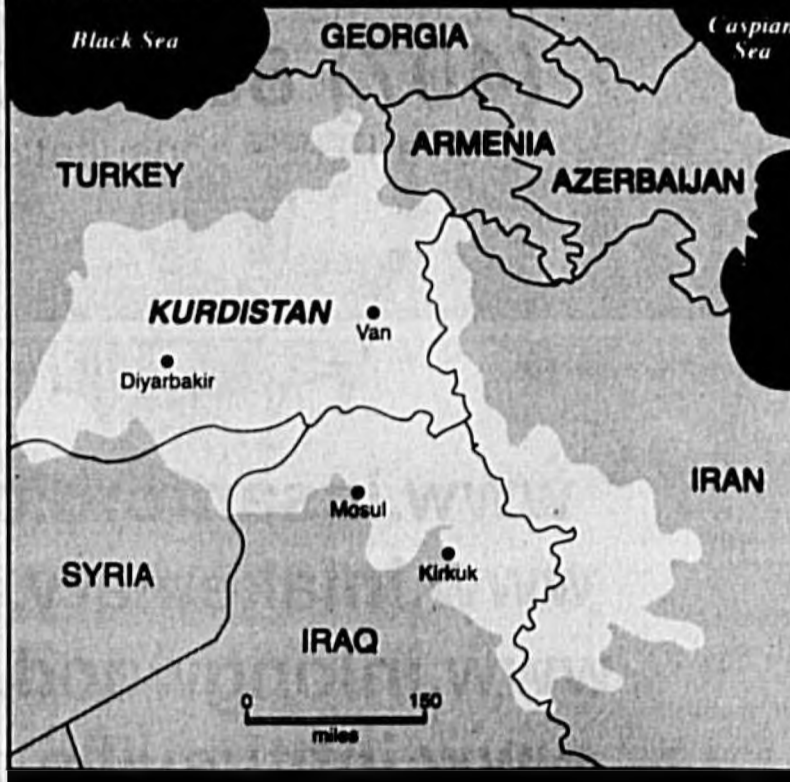 Black Sea
GEORGIA
Caspian
Sea
ARMENIA
TURKEY
AZERBAIJAN
KURDISTAN
Van
Diyarbakir
IRAN
Mosul
SYRIA
Kirkuk
IRAQ
0 150
miles